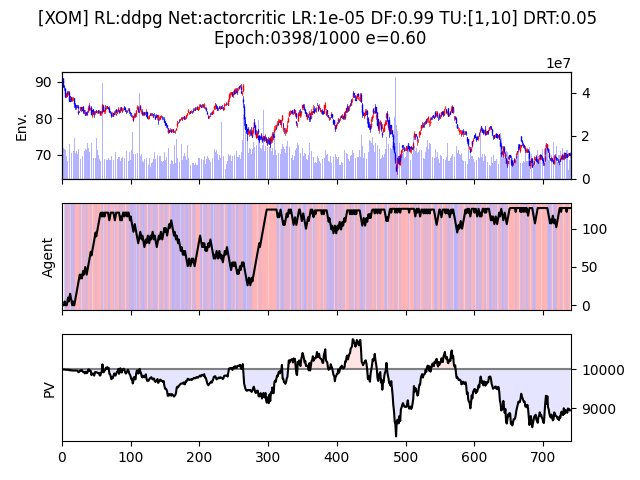 [XOM] RL:ddpg Net:actorcritic LR:1e-05 DF:0.99 TU:[1,10] DRT:0.05
Epoch:0398/1000 e=0.60
1e7
90
80
70
Env.
4
2
0
Agent
100
50
0
PV
10000
9000
0 100 200 300 400 500 600 700